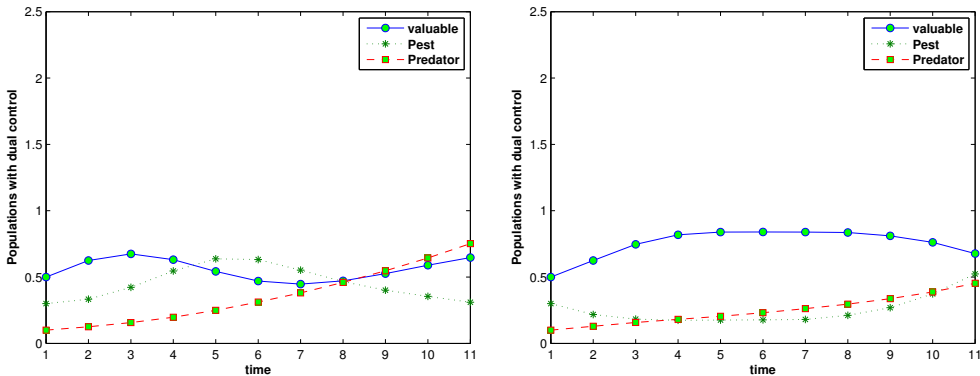 Populations with dual control
2.5
2
1.5
1
0.5
0
1 2 3 4 5 6 7 8 9 10 11
time
valuable
Pest
Predator
Populations with dual control
2.5
2
1.5
1
0.5
0
1 2 3 4 5 6 7 8 9 10 11
time
valuable
Pest
Predator